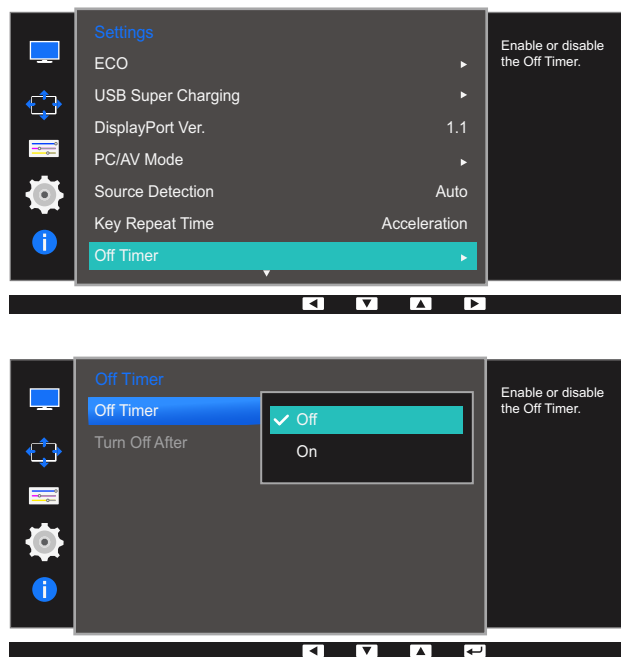 Settings
Enable or disable
the Off Timer.
ECO
USB Super Charging
DisplayPort Ver. 1.1
PC/AV Mode
Source Detection Auto
Key Repeat Time Acceleration
Off Timer
Off Timer
Enable or disable
the Off Timer.
Off Timer
Off
Turn Off After
On